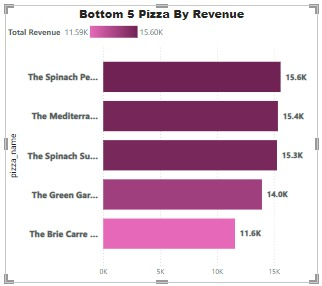 Bottom 5 Pizza By Revenue
Total Revenue 11.59K 15.60K
pizza_name
The Spinach Pe... 15.6K
The Mediterra... 15.4K
The Spinach Su... 15.3K
The Green Gar... 14.0K
The Brie Carre ... 11.6K
0K 5K 10K 15K